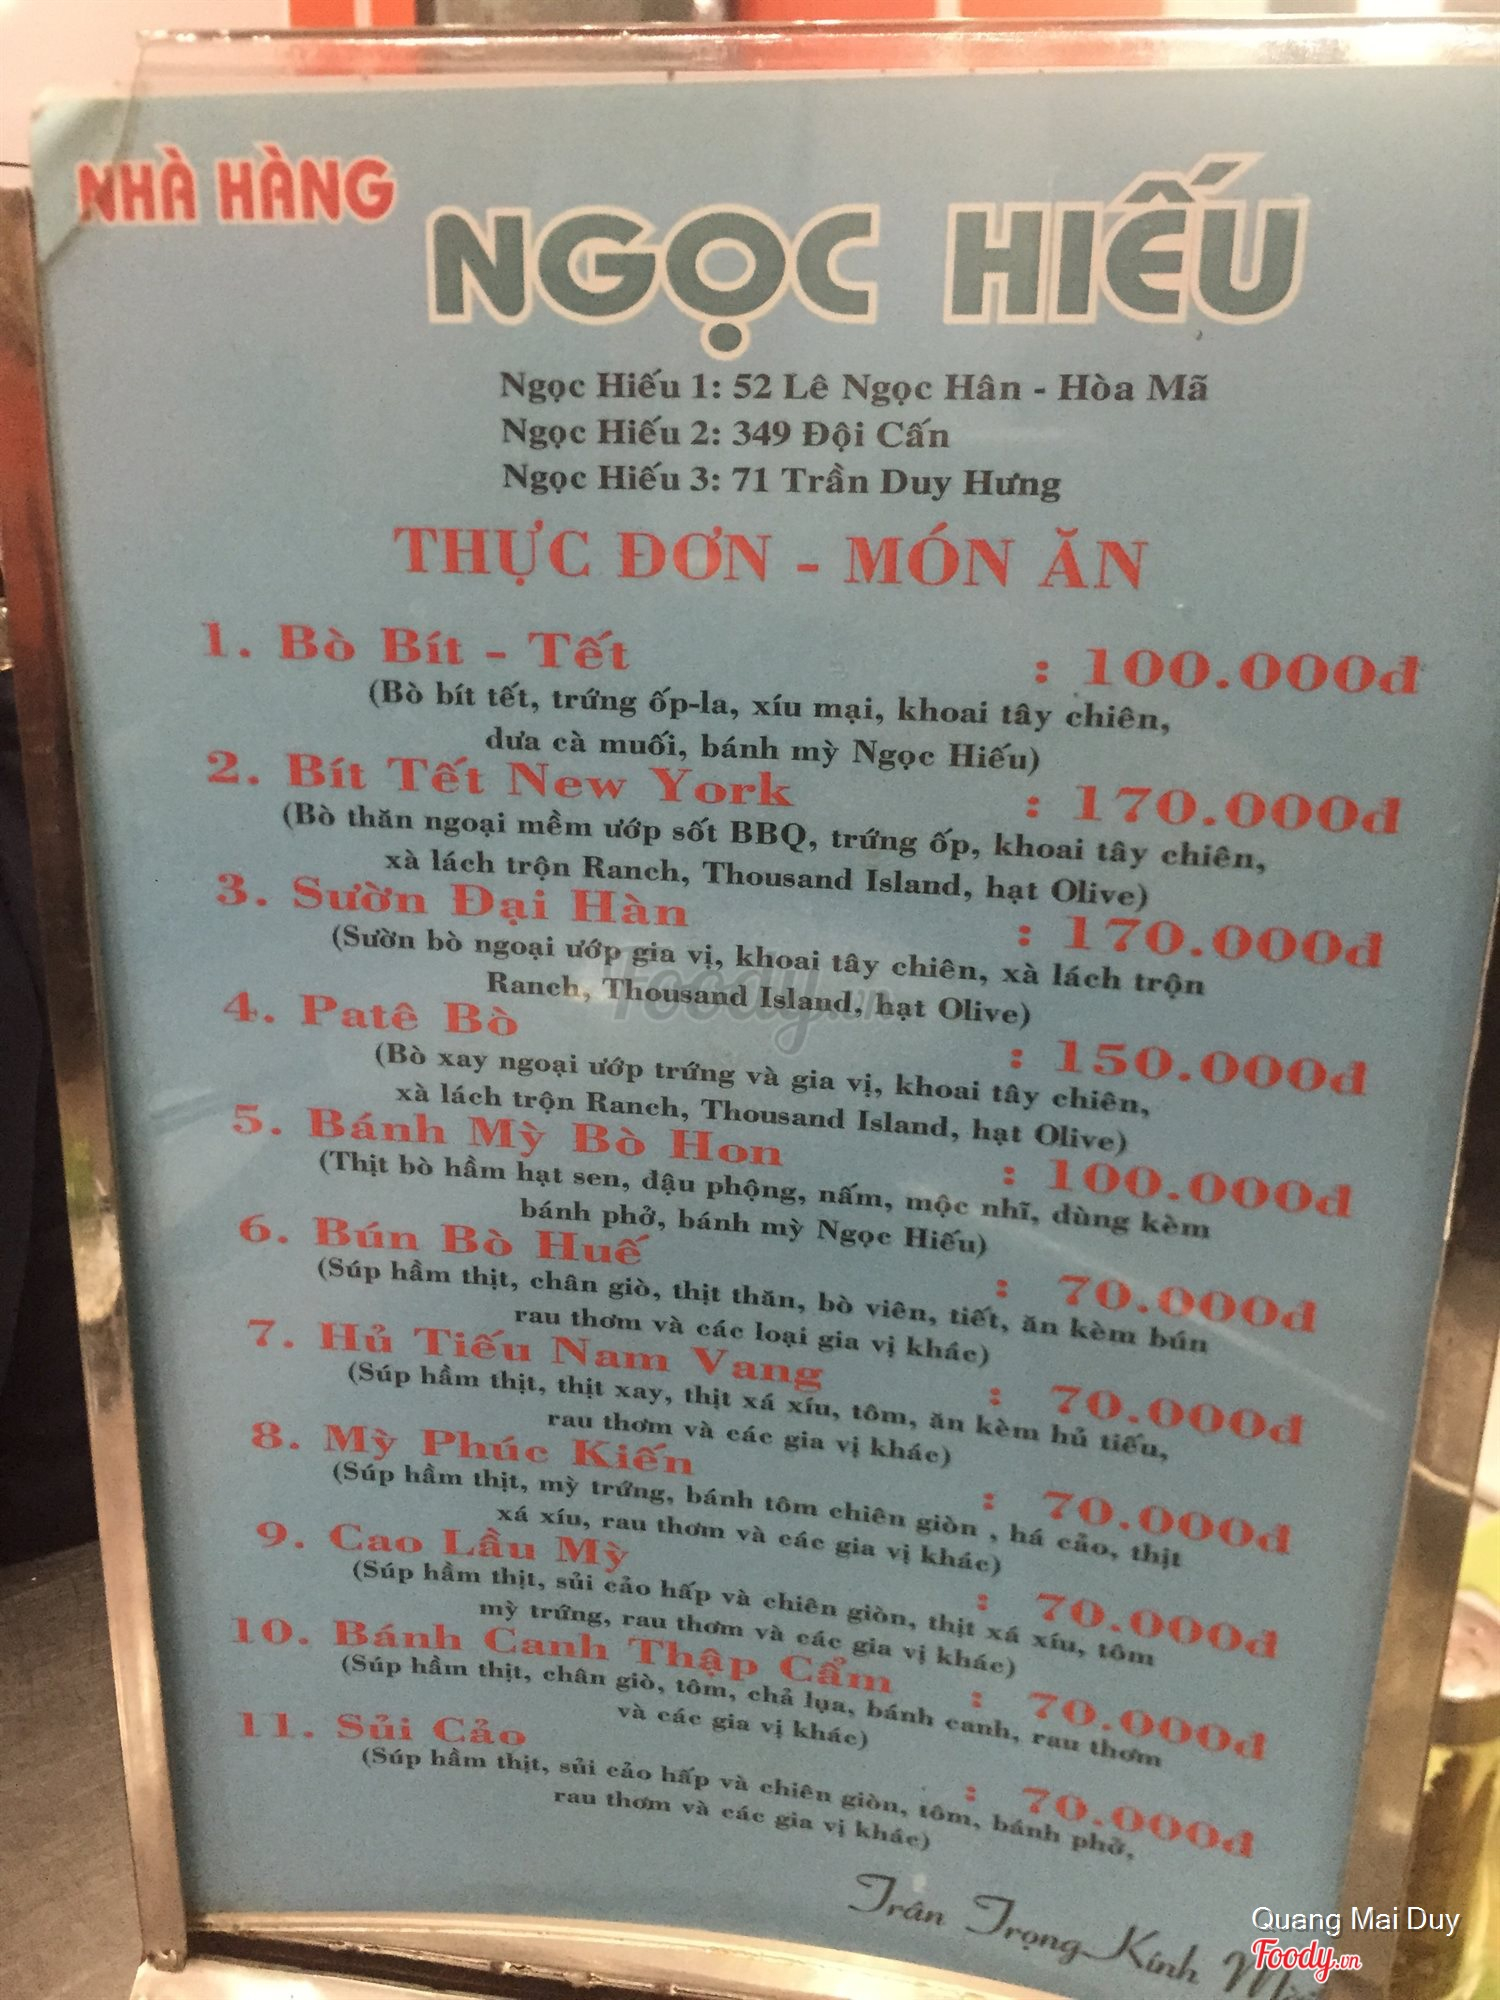 NHÀ HÀNG
NGỌC HIẾU
Ngọc Hiếu 1: 52 Lê Ngọc Hân - Hòa Mã
Ngọc Hiếu 2: 349 Đội Cấn
Ngọc Hiếu 3: 71 Trần Duy Hưng
THỰC ĐƠN - MÓN ĂN
1. Bò Bít - Tết : 100.000đ
(Bò bít tết, trứng ốp-la, xíu mại, khoai tây chiên,
dưa cà muối, bánh mỳ Ngọc Hiếu)
2. Bít Tết New York : 170.000đ
(Bò thăn ngoại mềm ướp sốt BBQ, trứng ốp, khoai tây chiên,
xà lách trộn Ranch, Thousand Island, hạt Olive)
3. Sườn Đại Hàn : 170.000đ
(Sườn bò ngoại ướp gia vị, khoai tây chiên, xà lách trộn
Ranch, Thousand Island, hạt Olive)
4. Patê Bò : 150.000đ
(Bò xay ngoại ướp trứng và gia vị, khoai tây chiên,
xà lách trộn Ranch, Thousand Island, hạt Olive)
5. Bánh Mỳ Bò Hon : 100.000đ
(Thịt bò hầm hạt sen, đậu phộng, nấm, mộc nhĩ, dùng kèm
bánh phở, bánh mỳ Ngọc Hiếu)
6. Bún Bò Huế : 70.000đ
(Súp hầm thịt, chân giò, thịt thăn, bò viên, tiết, ăn kèm bún
rau thơm và các loại gia vị khác)
7. Hủ Tiếu Nam Vang : 70.000đ
(Súp hầm thịt, thịt xay, thịt xá xíu, tôm, ăn kèm hủ tiếu,
rau thơm và các gia vị khác)
8. Mỳ Phúc Kiến : 70.000đ
(Súp hầm thịt, mỳ trứng, bánh tôm chiên giòn , há cảo, thịt
xá xíu, rau thơm và các gia vị khác)
9. Cao Lầu Mỳ : 70.000đ
(Súp hầm thịt, sủi cảo hấp và chiên giòn, thịt xá xíu, tôm
mỳ trứng, rau thơm và các gia vị khác)
10. Bánh Canh Thập Cẩm : 70.000đ
(Súp hầm thịt, chân giò, tôm, chả lụa, bánh canh, rau thơm
và các gia vị khác)
11. Sủi Cảo : 70.000đ
(Súp hầm thịt, sủi cảo hấp và chiên giòn, tôm, bánh phở,
rau thơm và các gia vị khác)
Trân Trọng Kính
Foody.vn
Quang Mai Duy
Foody.vn